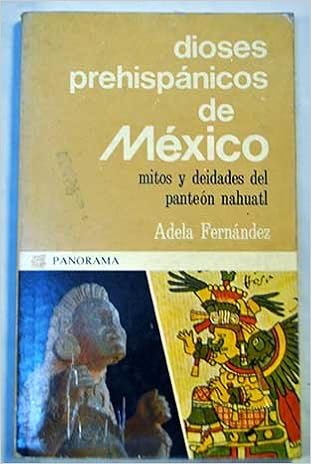 dioses
prehispánicos
de
México
mitos y deidades del
panteón nahuatl
Adela Fernández
PANORAMA